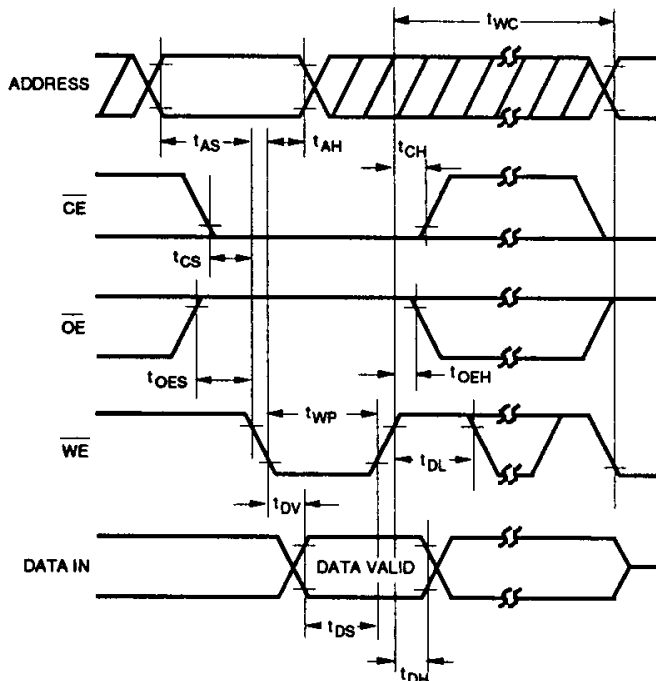 tWC
ADDRESS
tAS tAH tCH
CE
tCS
OE
tOES tOEH
tWP
WE
tDL
tDV
DATA IN DATA VALID
tDS
tDH